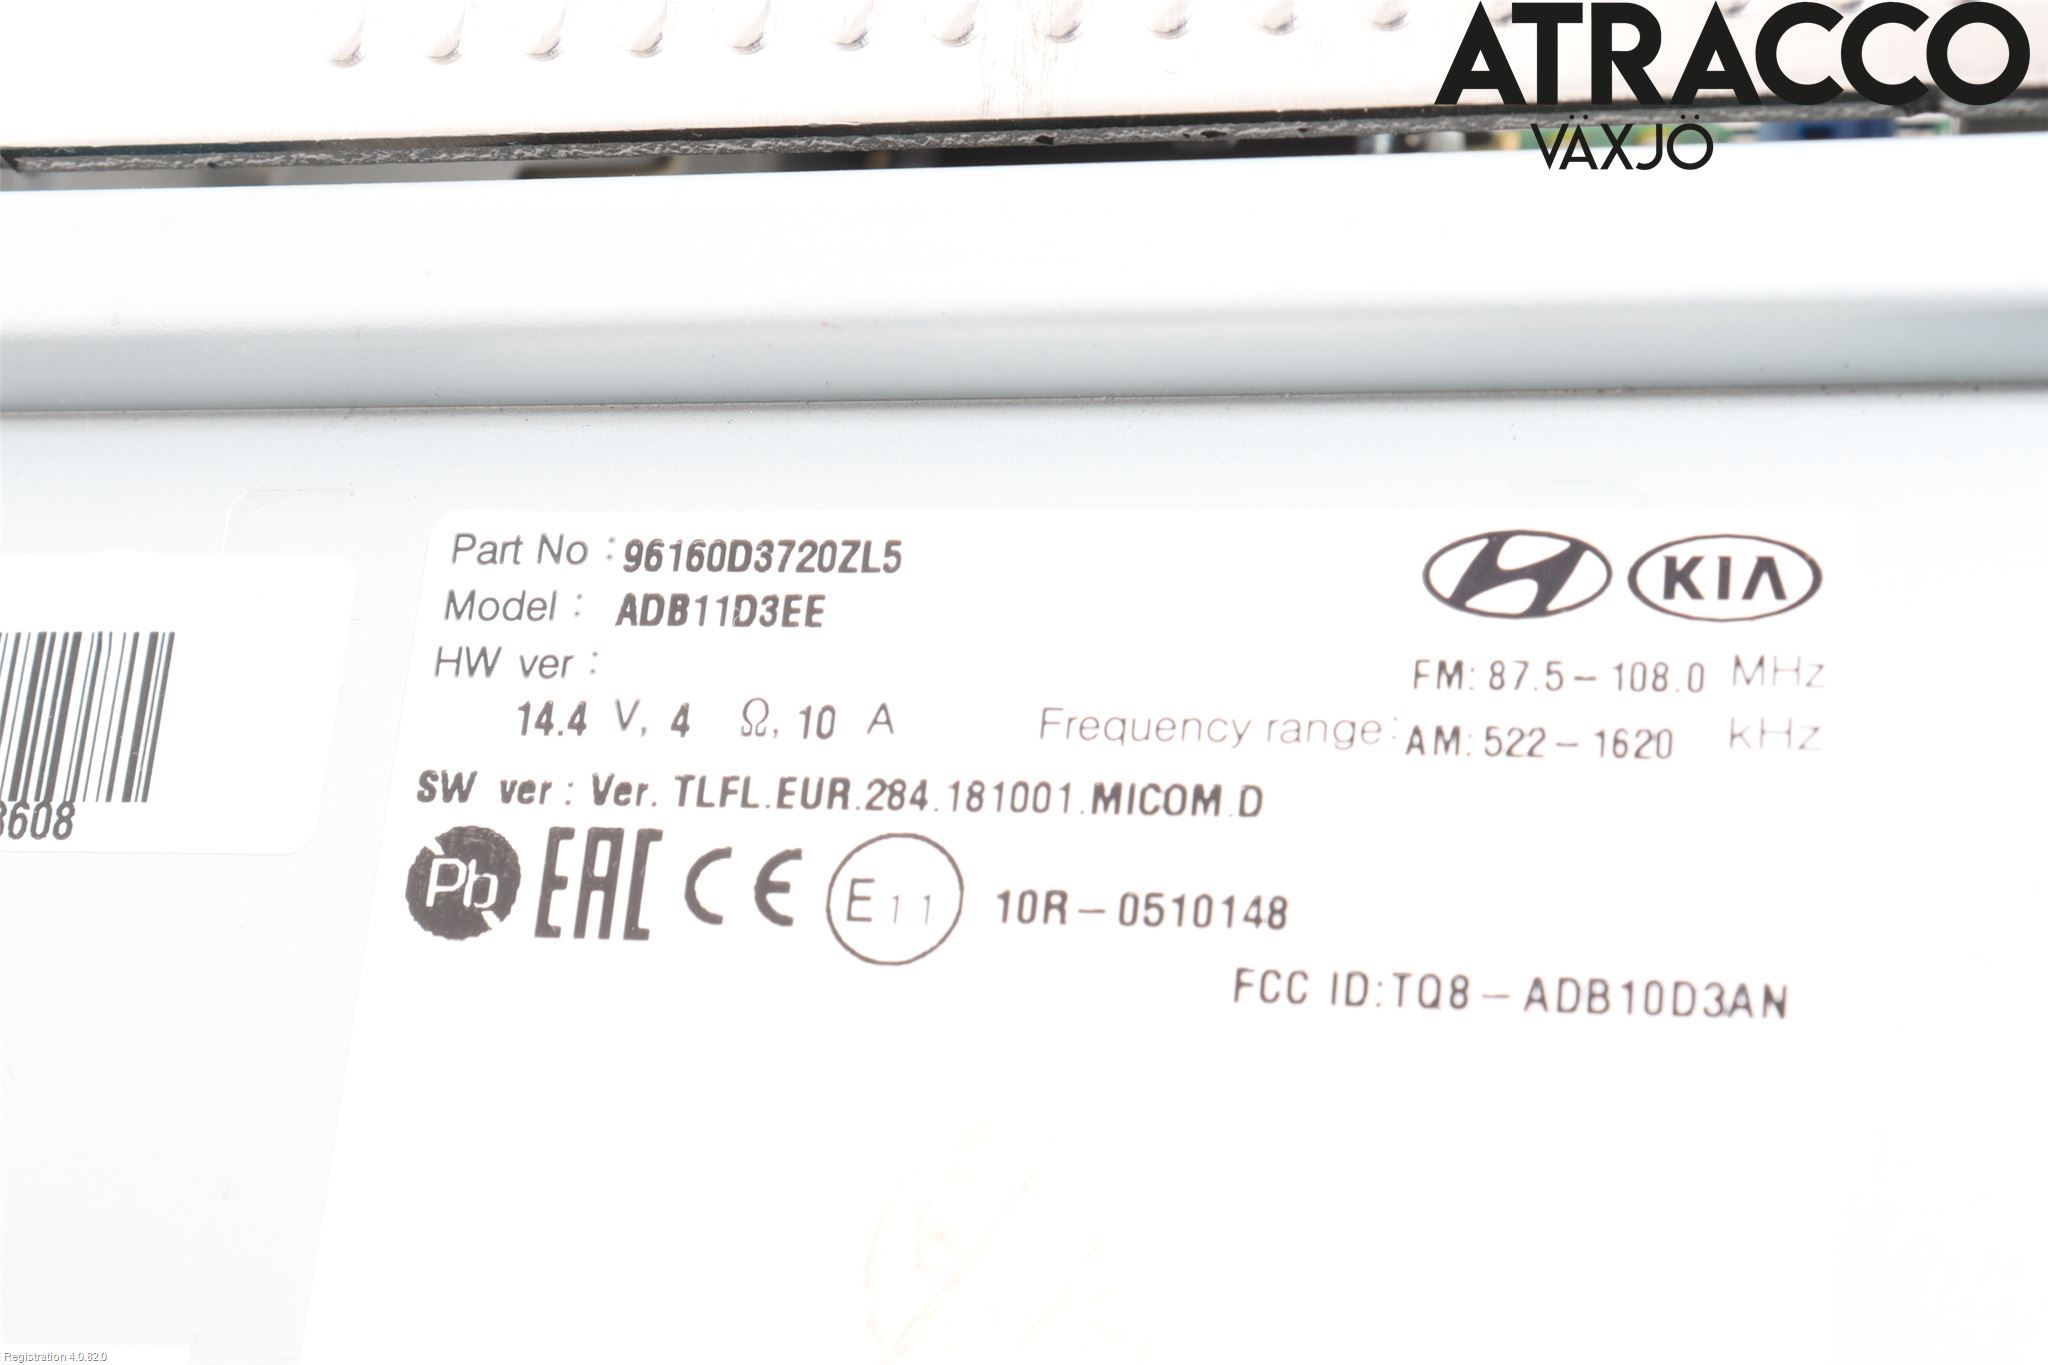 ATRACCO
VÄXJÖ
Part No : 96160D3720ZL5
Model : ADB11D3EE
HW ver :
14.4 V, 4 Ω, 10 A
SW ver : Ver. TLFL.EUR.284.181001.MICOM.D
KIA
FM: 87.5-108.0 MHz
Frequency range: AM: 522-1620 kHz
Pb EAC CE E11 10R-0510148
FCC ID:TQ8-ADB10D3AN
3608
Registration 4.0.82.0